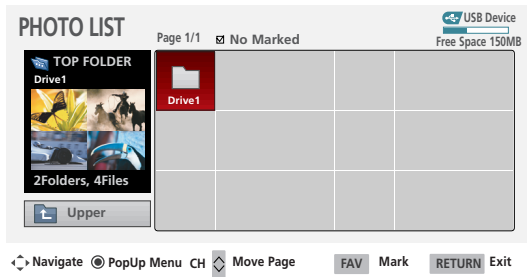 PHOTO LIST
Page 1/1
No Marked
USB Device
Free Space 150MB
TOP FOLDER
Drive1
2Folders, 4Files
Upper
Drive1
Navigate
PopUp Menu
CH
Move Page
FAV
Mark
RETURN
Exit